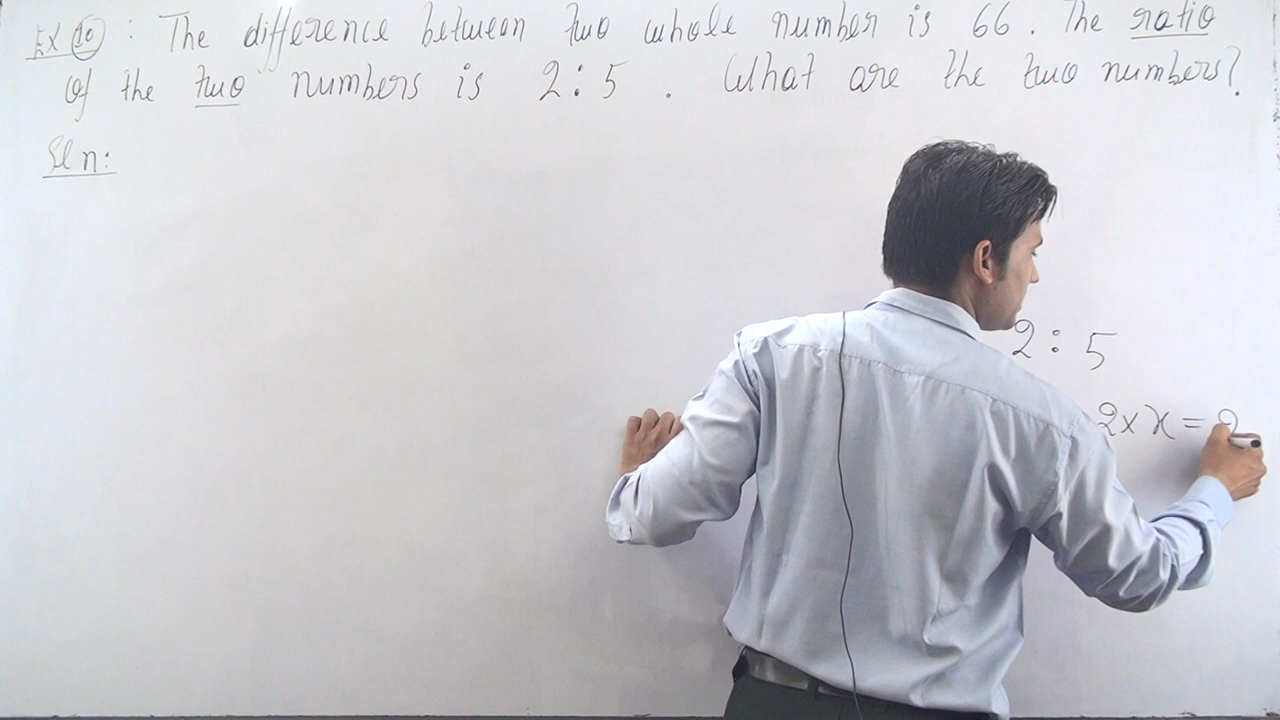 Ex 10 : The difference between two whole number is 66 . The ratio
of the two numbers is 2 : 5 . What are the two numbers?
Sln:
2 : 5
2 x x = 2